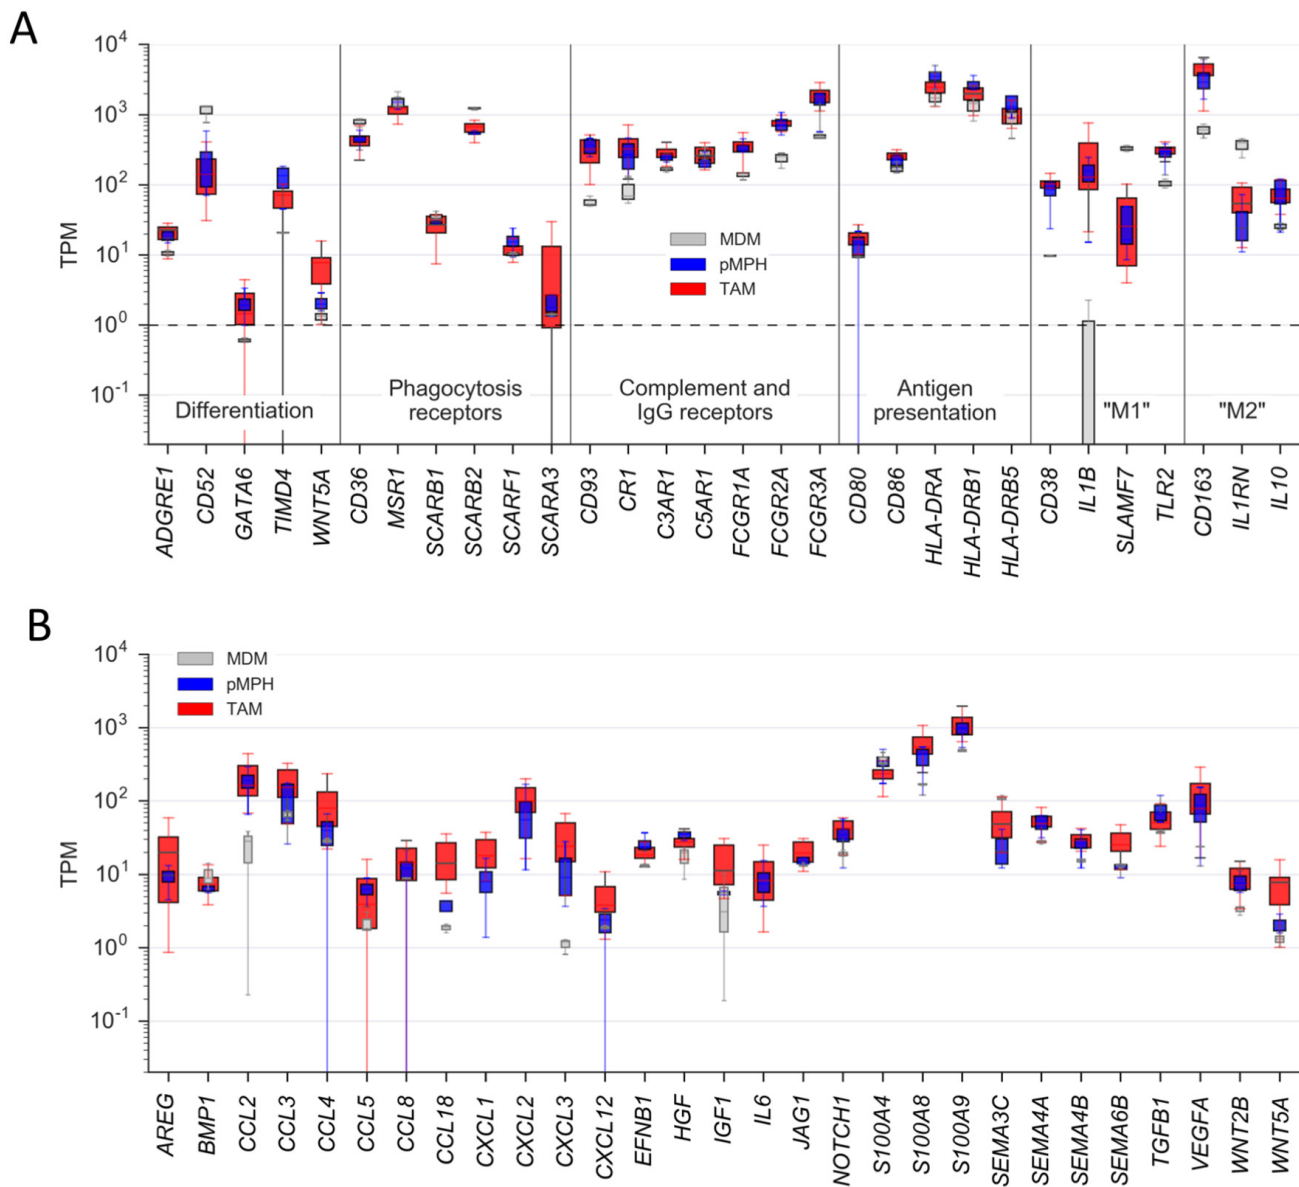 A
TPM
10^4
10^3
10^2
10^1
10^0
10^-1
MDM
pMPH
TAM
Differentiation
Phagocytosis
receptors
Complement and
IgG receptors
Antigen
presentation
"M1"
"M2"
ADGRE1
CD52
GATA6
TIMD4
WNT5A
CD36
MSR1
SCARB1
SCARB2
SCARF1
SCARA3
CD93
CR1
C3AR1
C5AR1
FCGR1A
FCGR2A
FCGR3A
CD80
CD86
HLA-DRA
HLA-DRB1
HLA-DRB5
CD38
IL1B
SLAMF7
TLR2
CD163
IL1RN
IL10
B
TPM
10^4
10^3
10^2
10^1
10^0
10^-1
MDM
pMPH
TAM
AREG
BMP1
CCL2
CCL3
CCL4
CCL5
CCL8
CCL18
CXCL1
CXCL2
CXCL3
CXCL12
EFNB1
HGF
IGF1
IL6
JAG1
NOTCH1
S100A4
S100A8
S100A9
SEMA3C
SEMA4A
SEMA4B
SEMA6B
TGFB1
VEGFA
WNT2B
WNT5A